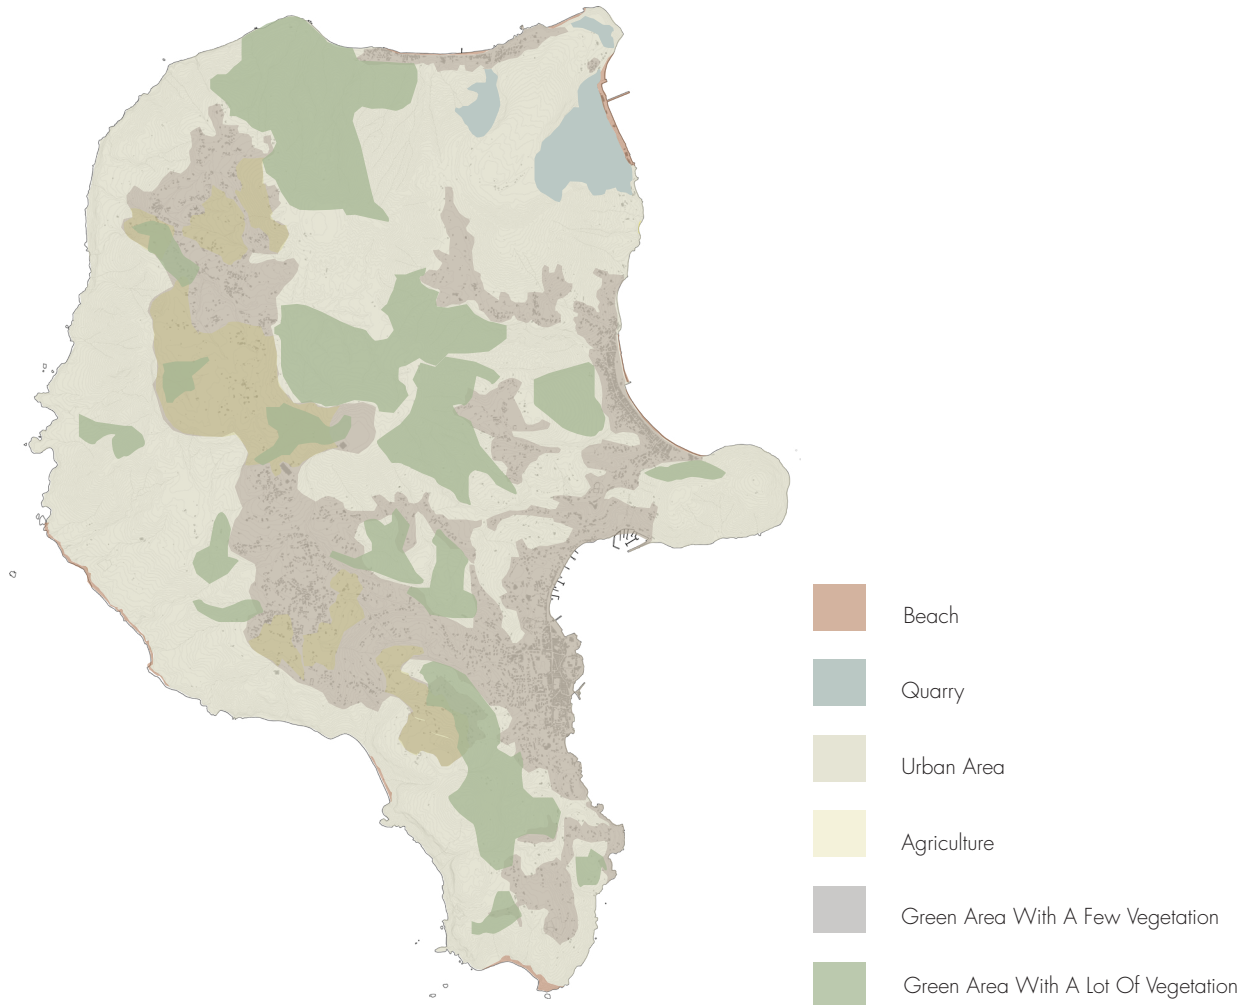 Beach
Quarry
Urban Area
Agriculture
Green Area With A Few Vegetation
Green Area With A Lot Of Vegetation